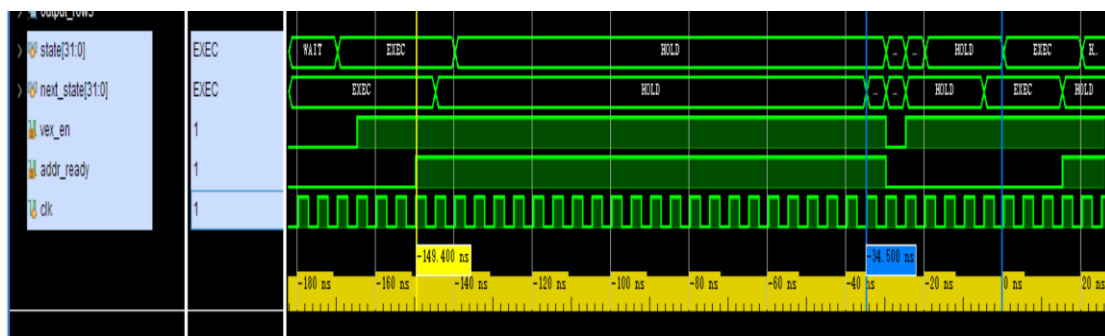 output_rows
state[31:0] EXEC WAIT EXEC HOLD ... ... HOLD EXEC H..
next_state[31:0] EXEC EXEC HOLD ... ... HOLD EXEC HOLD
vex_en 1
addr_ready 1
clk 1
-149.400 ns -34.500 ns
-180 ns -160 ns -140 ns -120 ns -100 ns -80 ns -60 ns -40 ns -20 ns 0 ns 20 ns